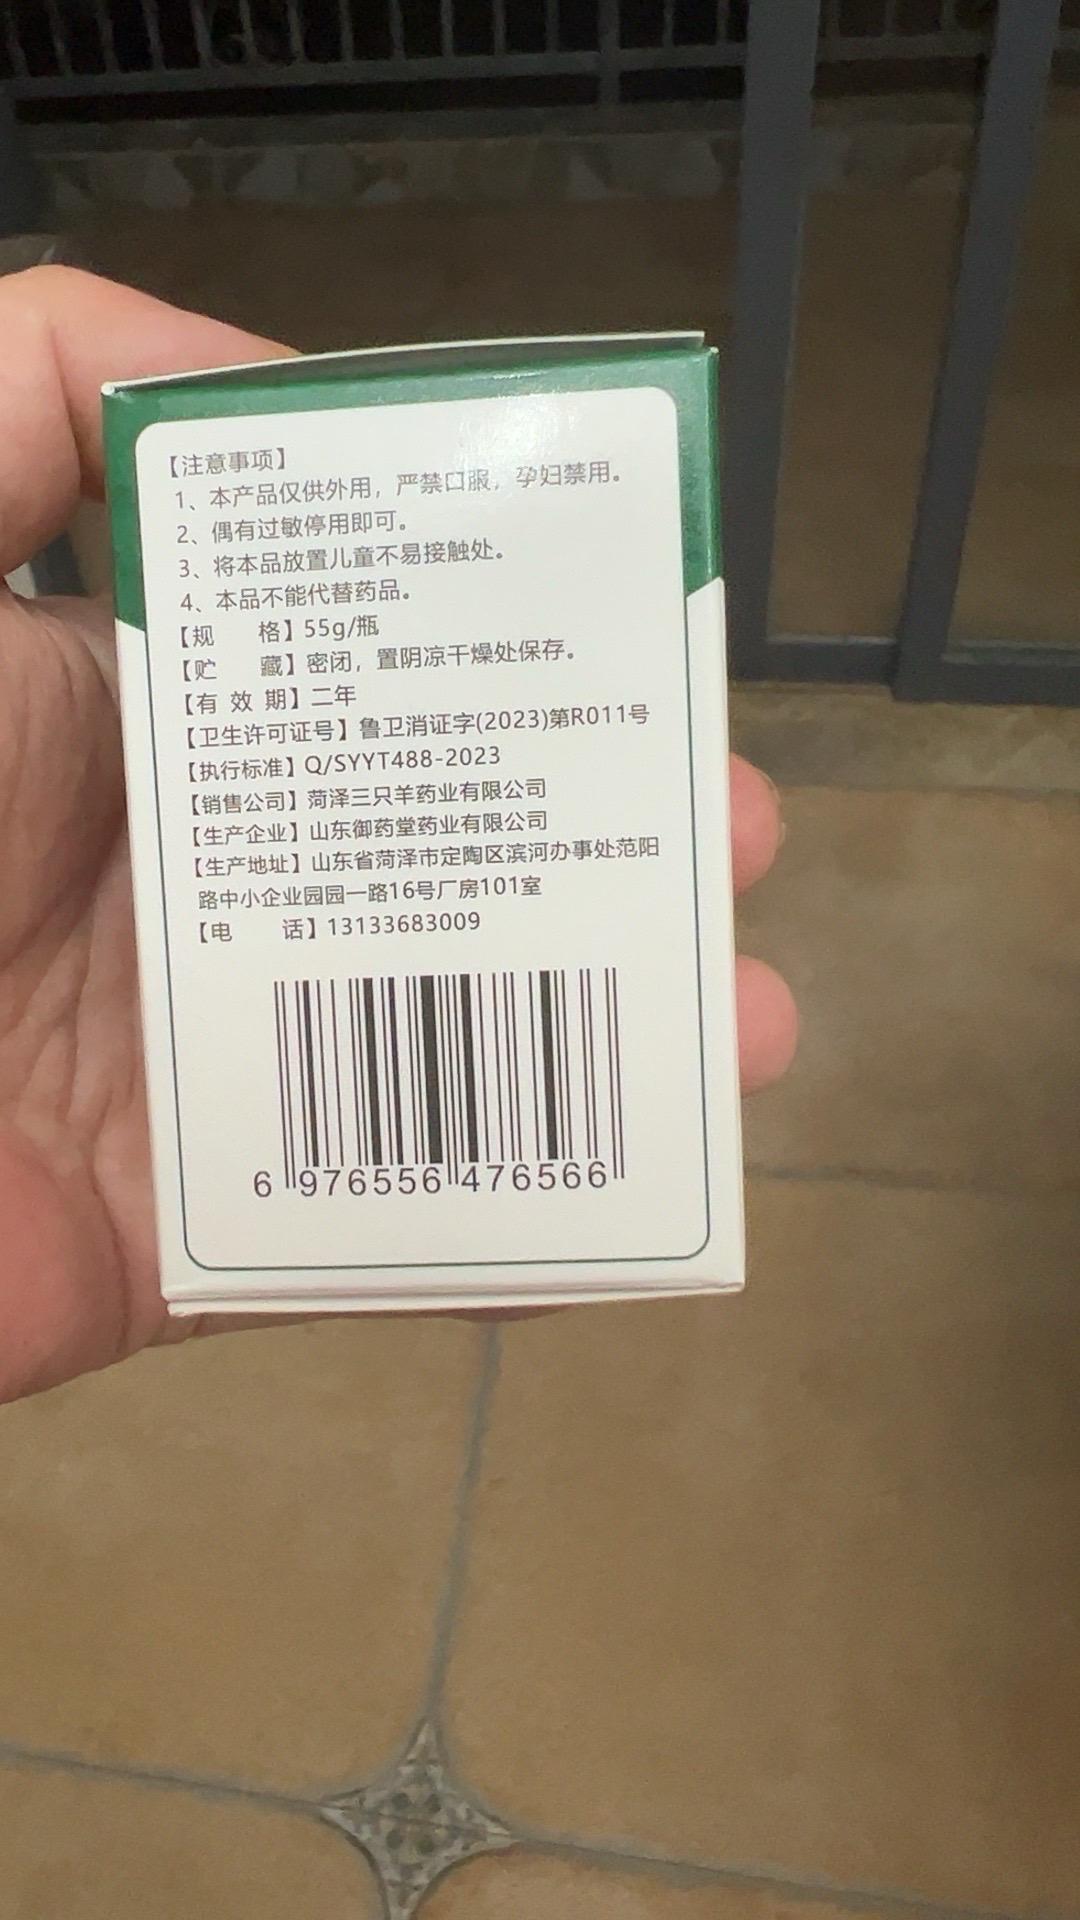 【注意事项】
1、本产品仅供外用，严禁口服，孕妇禁用。
2、偶有过敏停用即可。
3、将本品放置儿童不易接触处。
4、本品不能代替药品。
【规 格】55g/瓶
【贮 藏】密闭，置阴凉干燥处保存。
【有 效 期】二年
【卫生许可证号】鲁卫消证字(2023)第R011号
【执行标准】Q/SYYT488-2023
【销售公司】菏泽三只羊药业有限公司
【生产企业】山东御药堂药业有限公司
【生产地址】山东省菏泽市定陶区滨河办事处范阳
路中小企业园园一路16号厂房101室
【电 话】13133683009
6 976556 476566